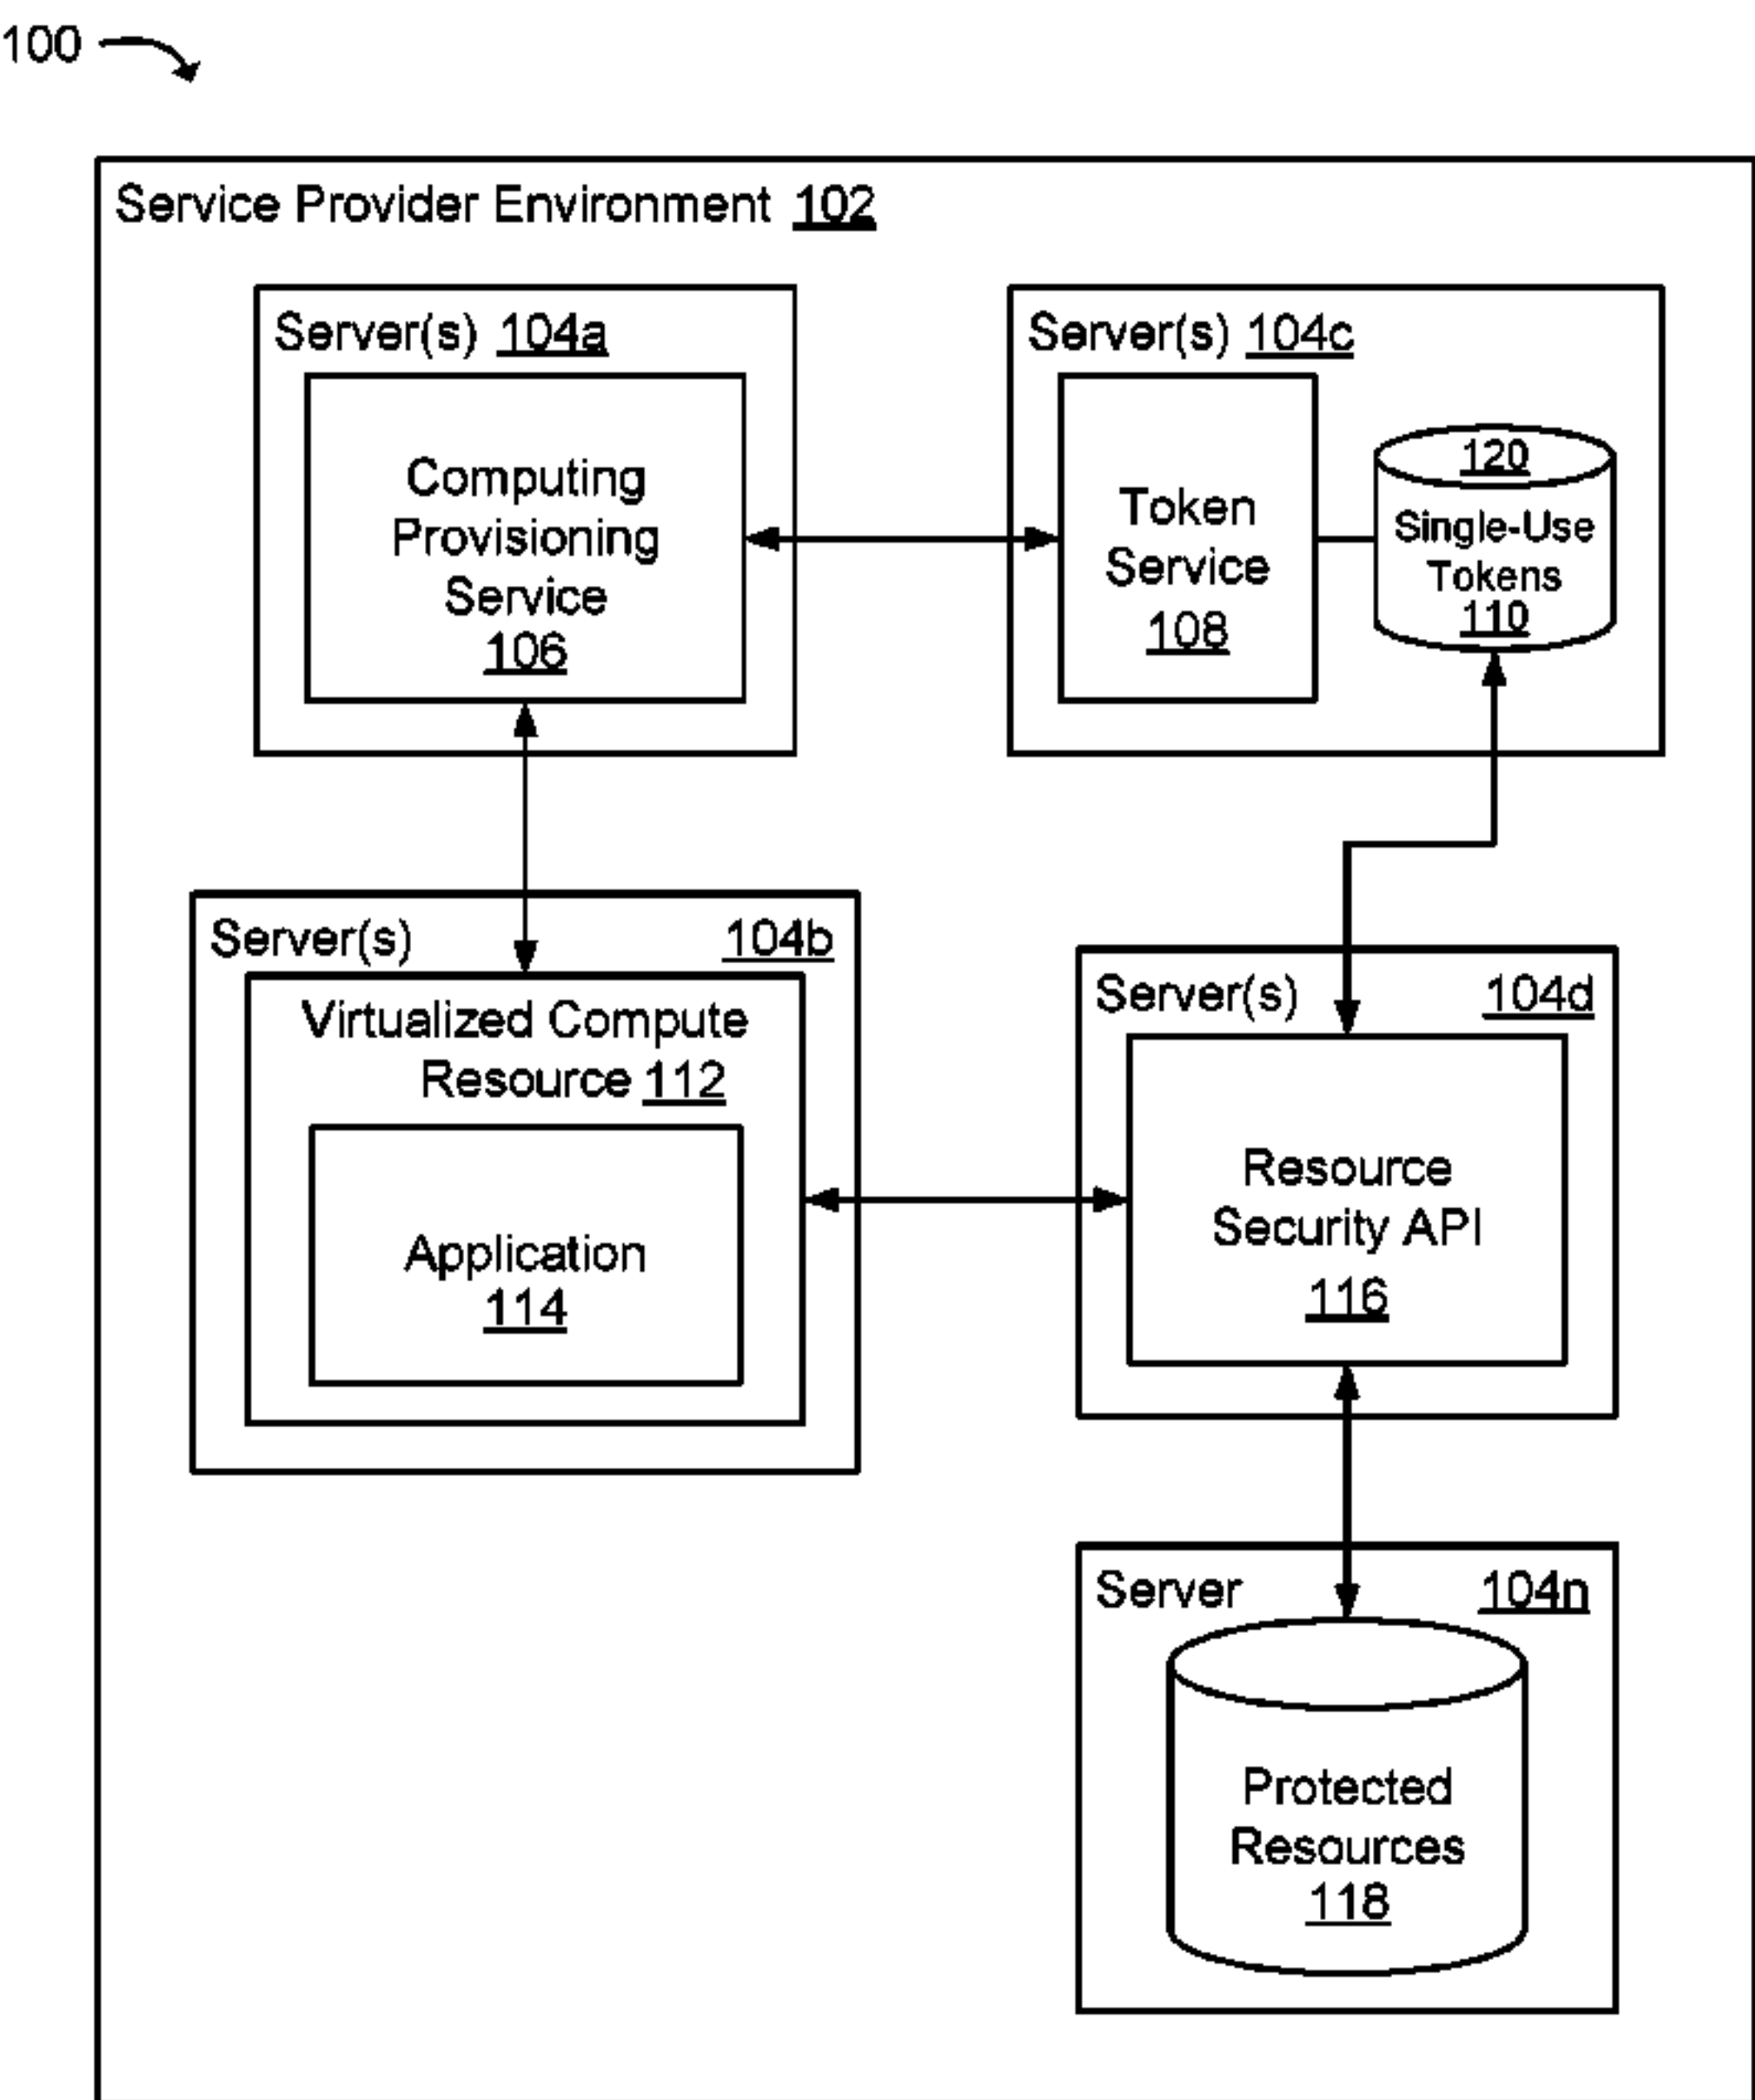 100
Service Provider Environment 102
Server(s) 104a
Computing
Provisioning
Service
106
Server(s) 104c
Token
Service
108
120
Single-Use
Tokens
110
Server(s) 104b
Virtualized Compute
Resource 112
Application
114
Server(s) 104d
Resource
Security API
116
Server 104n
Protected
Resources
118